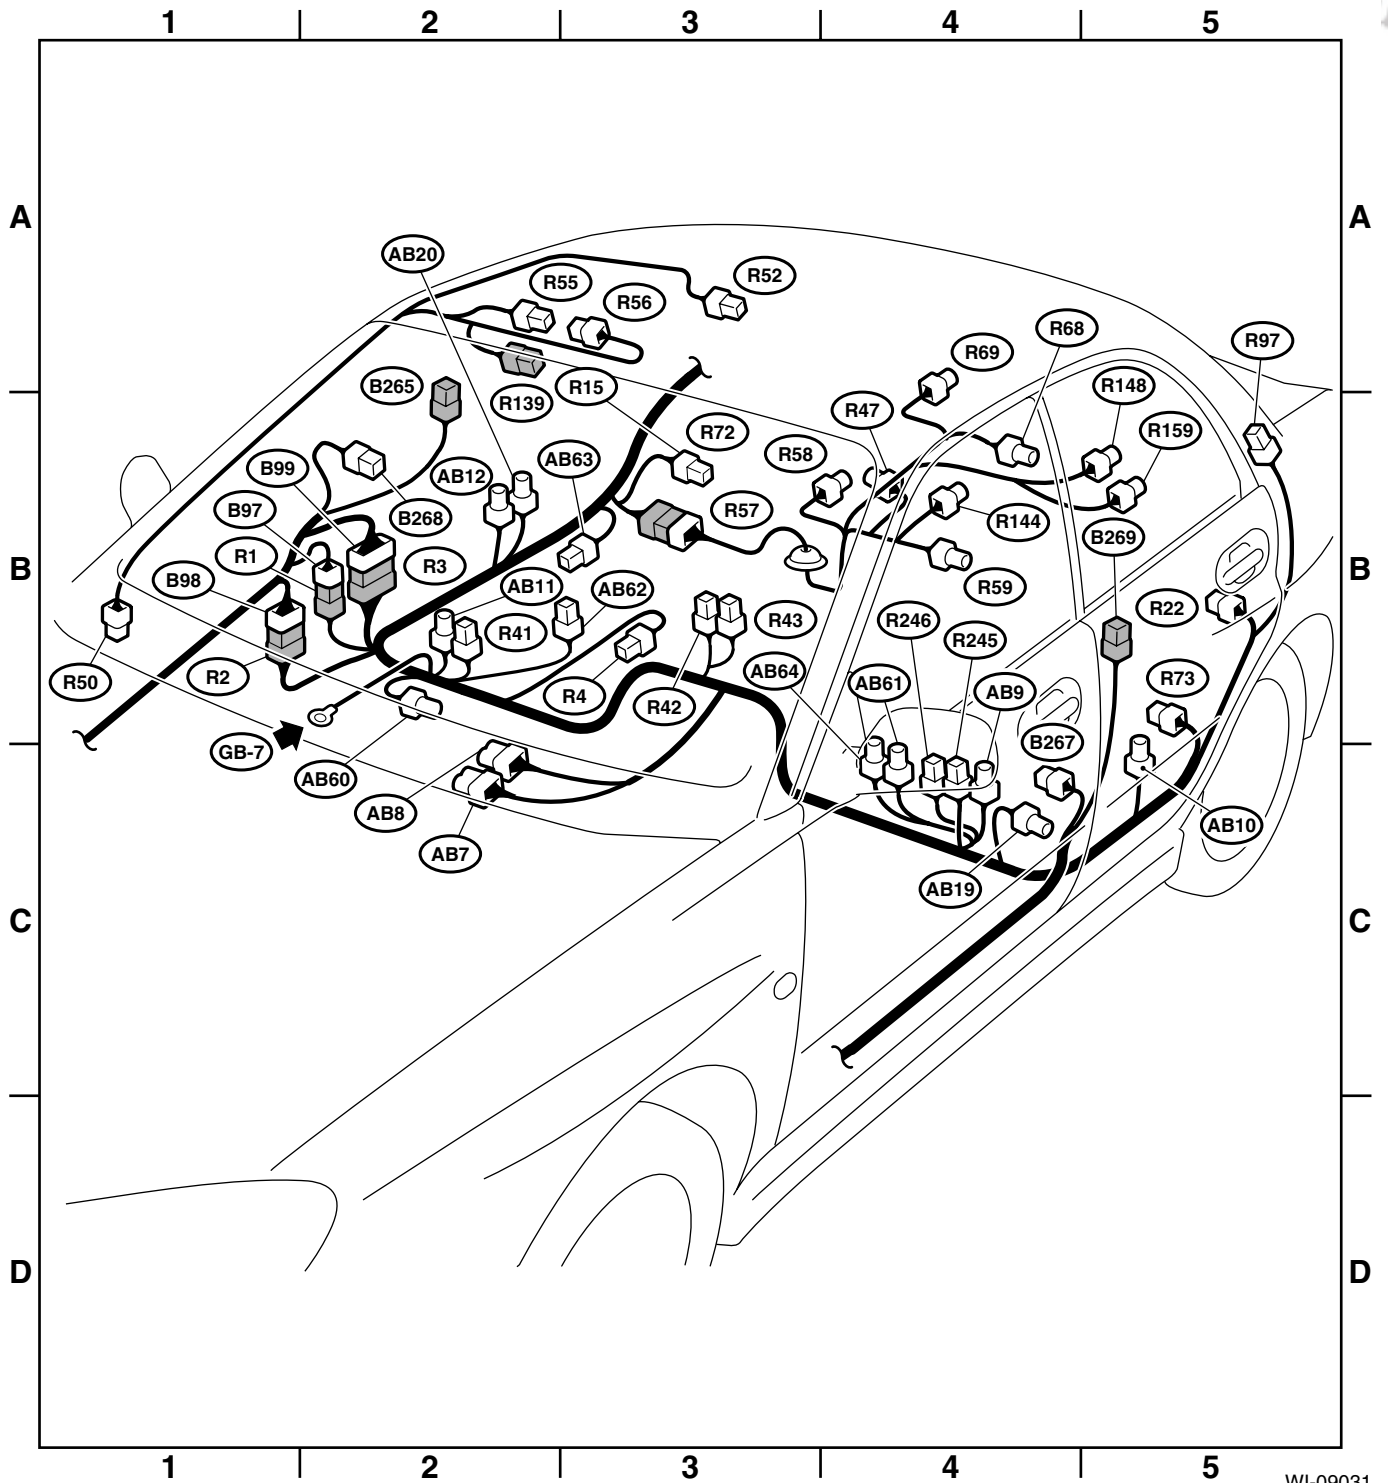 1 2 3 4 5
A A
AB20
R55
R52
R56
R68
R97
R69
B265
R139
R15
R148
R47
R159
R72
R58
B99
AB12
AB63
B97
B268
R57
R144
B269
R1
R3
B B
B98
AB11
AB62
R59
R22
R41
R43
R246
R245
R50
R2
R4
R42
AB64
AB61
AB9
R73
GB-7
AB60
B267
AB8
AB7
AB10
AB19
C C
D D
1 2 3 4 5
WI-09031